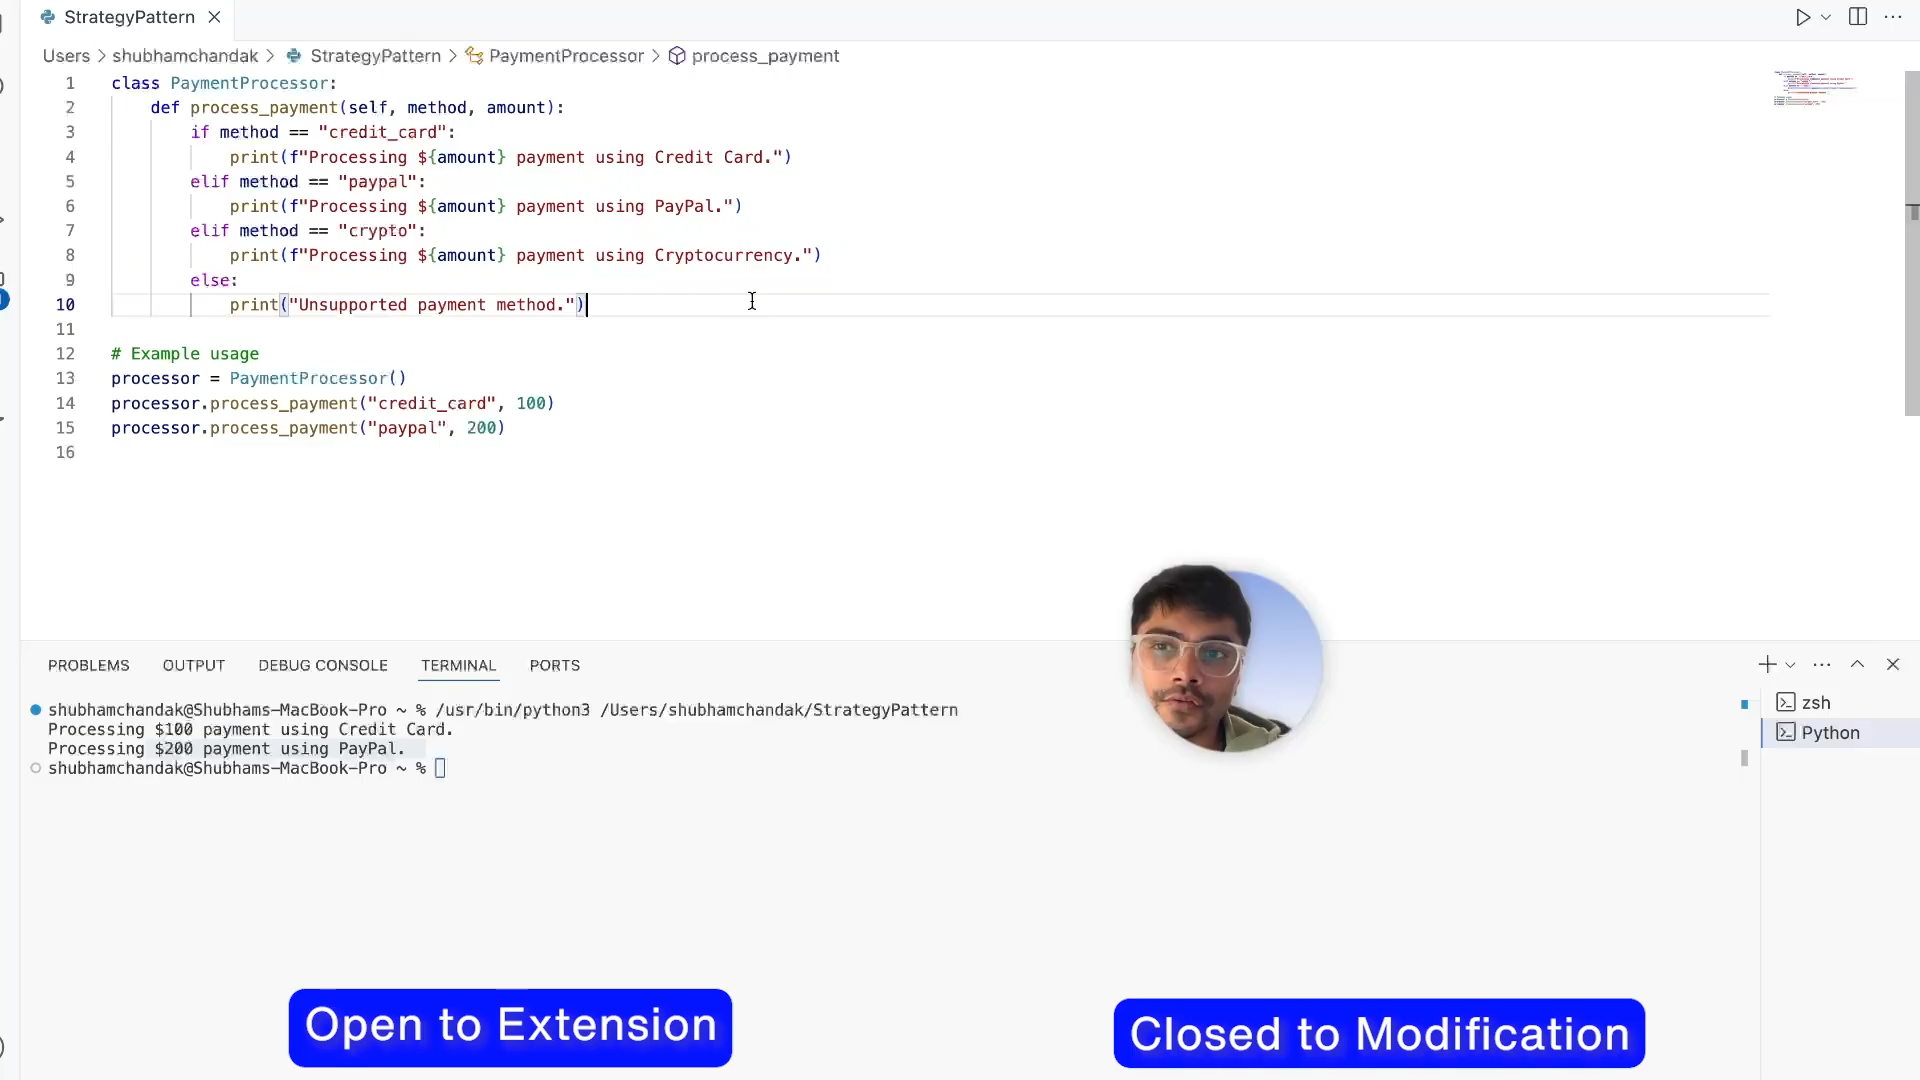 StrategyPattern
Users > shubhamchandak > StrategyPattern > PaymentProcessor > process_payment
1 class PaymentProcessor:
2     def process_payment(self, method, amount):
3         if method == "credit_card":
4             print(f"Processing ${amount} payment using Credit Card.")
5         elif method == "paypal":
6             print(f"Processing ${amount} payment using PayPal.")
7         elif method == "crypto":
8             print(f"Processing ${amount} payment using Cryptocurrency.")
9         else:
10             print("Unsupported payment method.")
11
12 # Example usage
13 processor = PaymentProcessor()
14 processor.process_payment("credit_card", 100)
15 processor.process_payment("paypal", 200)
16
PROBLEMS OUTPUT DEBUG CONSOLE TERMINAL PORTS
shubhamchandak@Shubhams-MacBook-Pro ~ % /usr/bin/python3 /Users/shubhamchandak/StrategyPattern
Processing $100 payment using Credit Card.
Processing $200 payment using PayPal.
shubhamchandak@Shubhams-MacBook-Pro ~ %
zsh
Python
Open to Extension
Closed to Modification